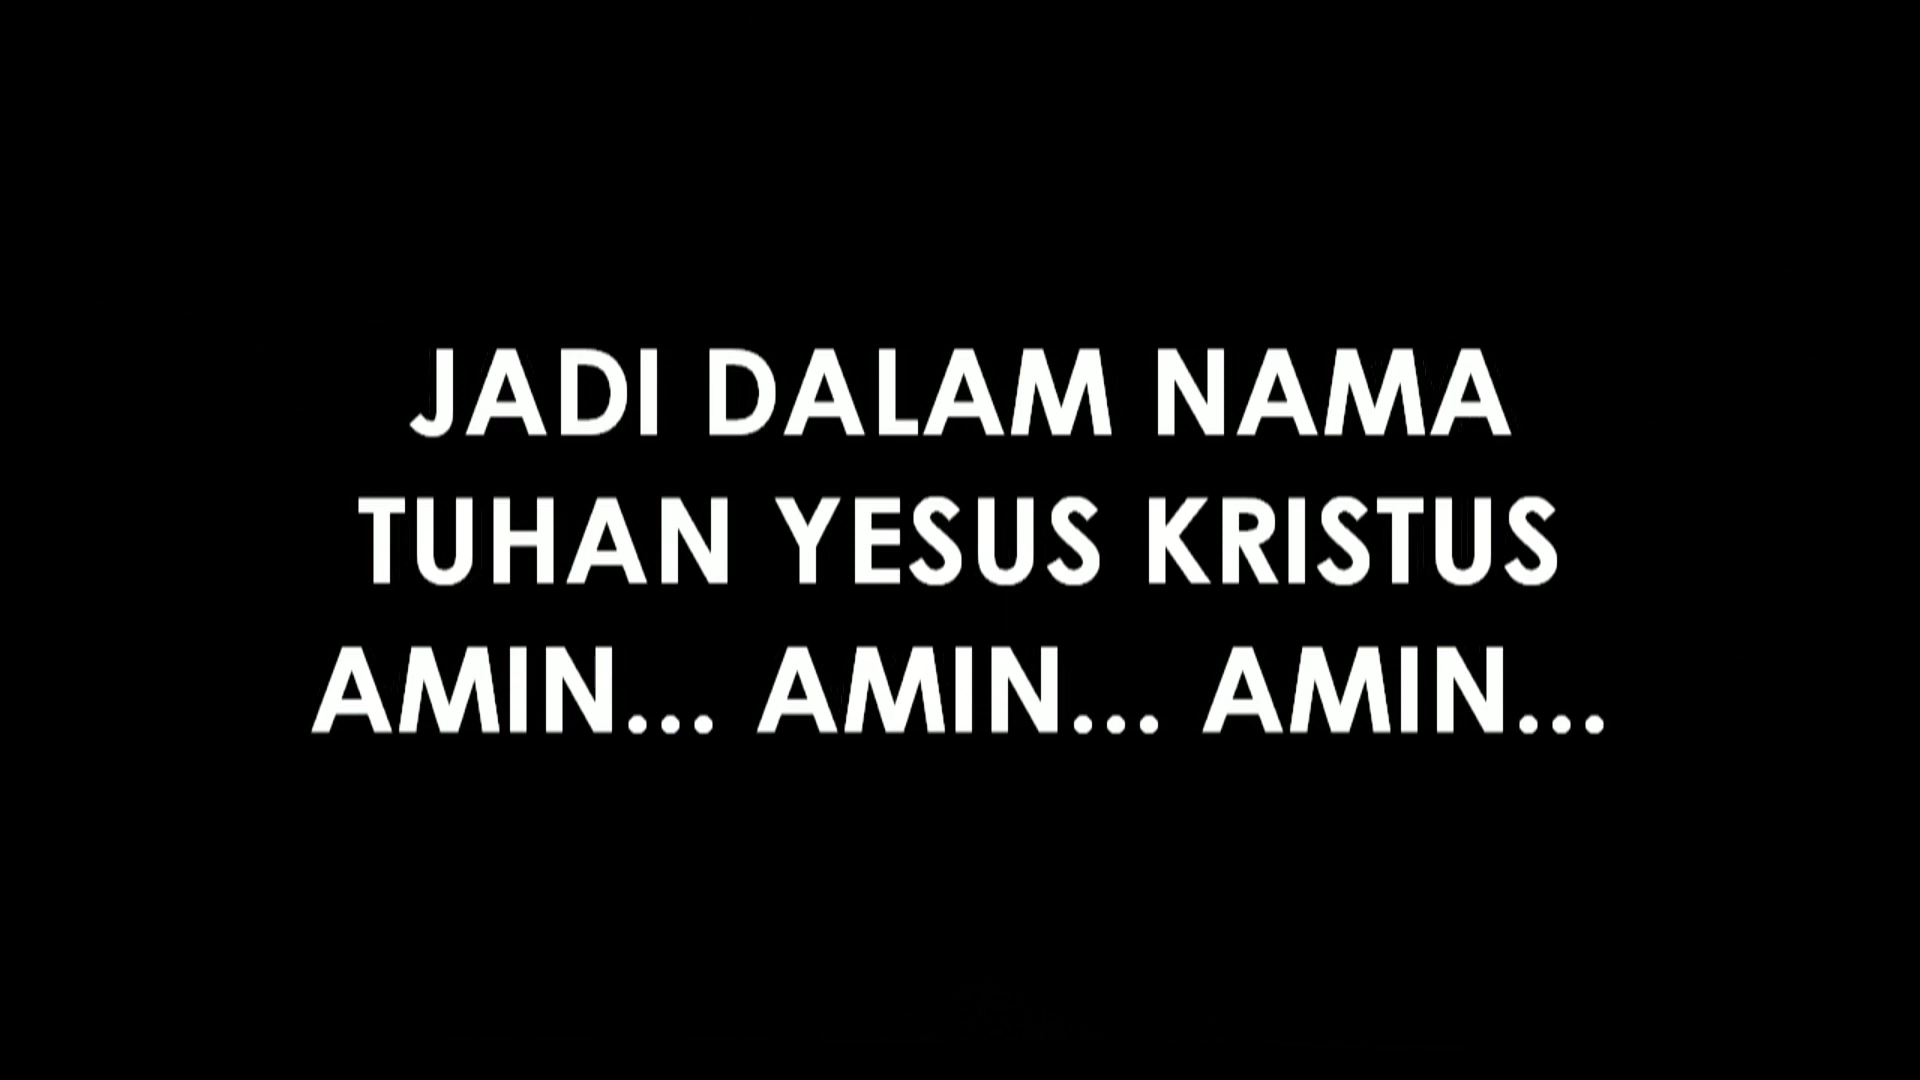 JADI DALAM NAMA
TUHAN YESUS KRISTUS
AMIN... AMIN... AMIN...